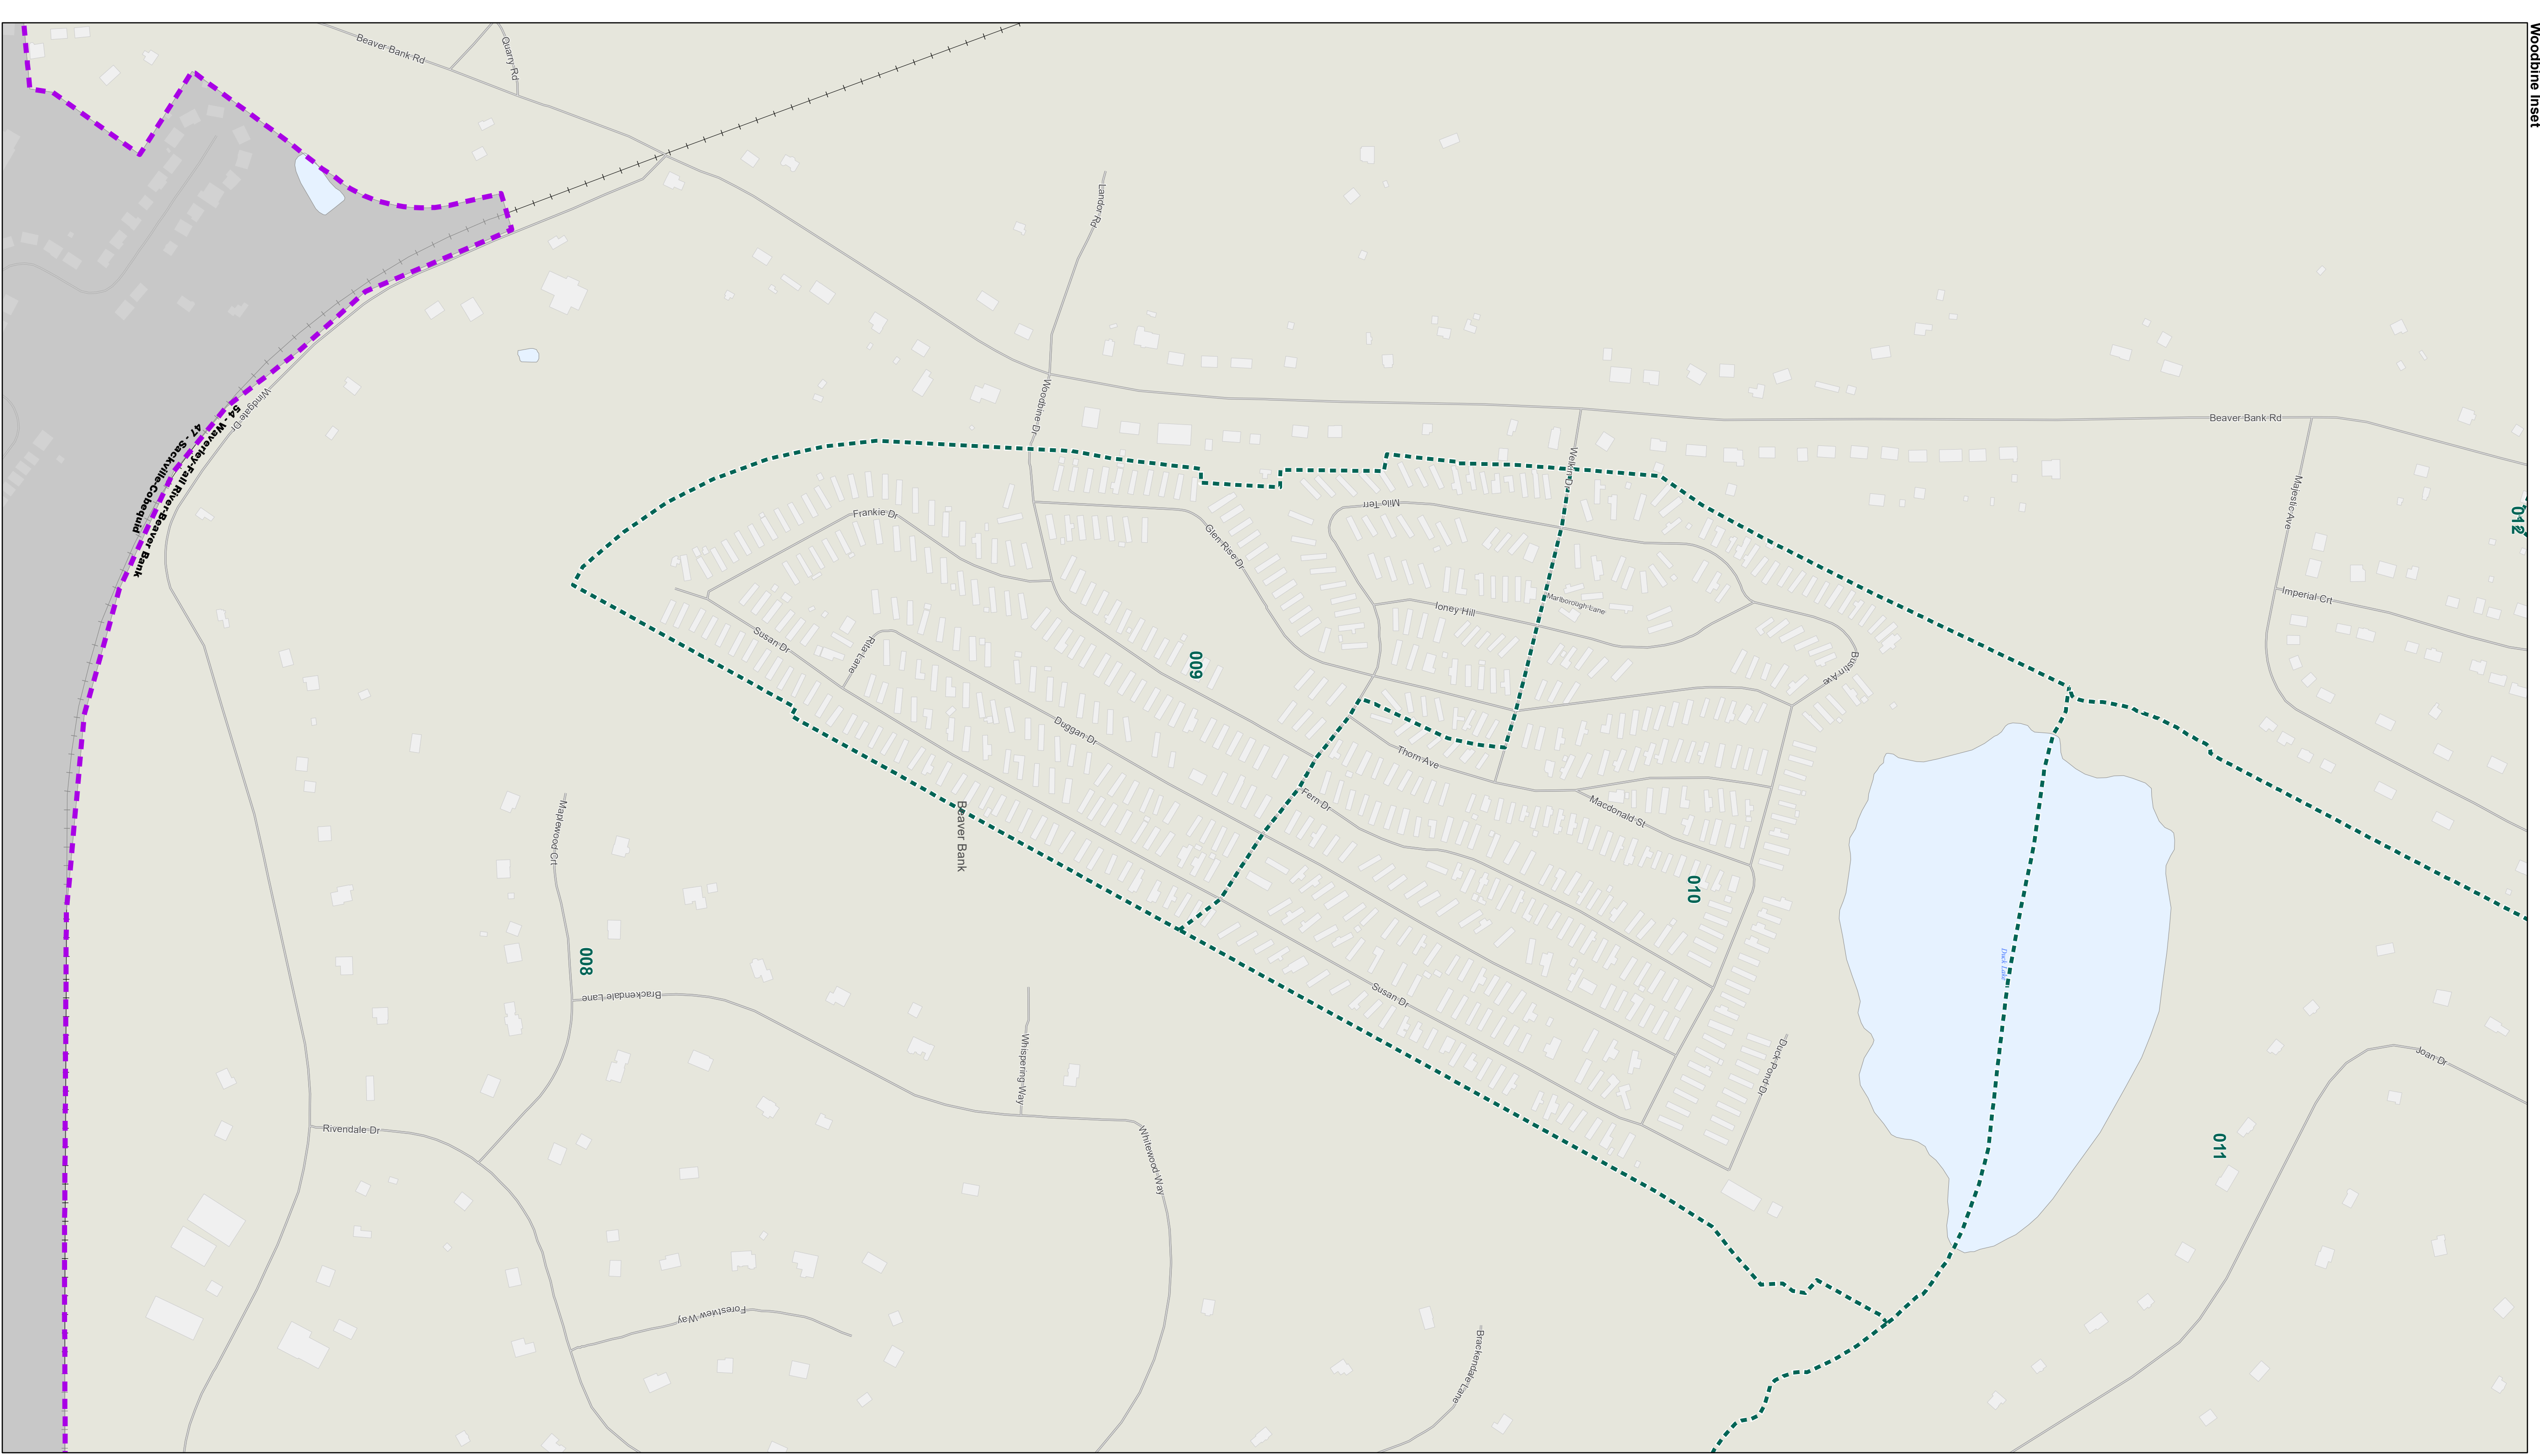 Woodbine Inset
Beaver Bank Rd
Quarry Rd
Landor Rd
Woodbine Dr
Windgate Dr
54 - Waverley-Fall River-Beaver Bank
47 - Sackville-Cobequid
Beaver Bank Rd
Majestic Ave
Imperial Crt
012
Welkin Dr
Milo Terr
Frankie Dr
Glen Rise Dr
Marlborough Lane
Ioney Hill
Susan Dr
Rita Lane
009
Bustin Ave
Duggan Dr
Thorn Ave
Fern Dr
Macdonald St
Maplewood Crt
Beaver Bank
010
008
Duck Lake
Brackendale Lane
Susan Dr
Whispering Way
Duck Pond Dr
Joan Dr
Rivendale Dr
Whitewood Way
011
Forestview Way
Brackendale Lane